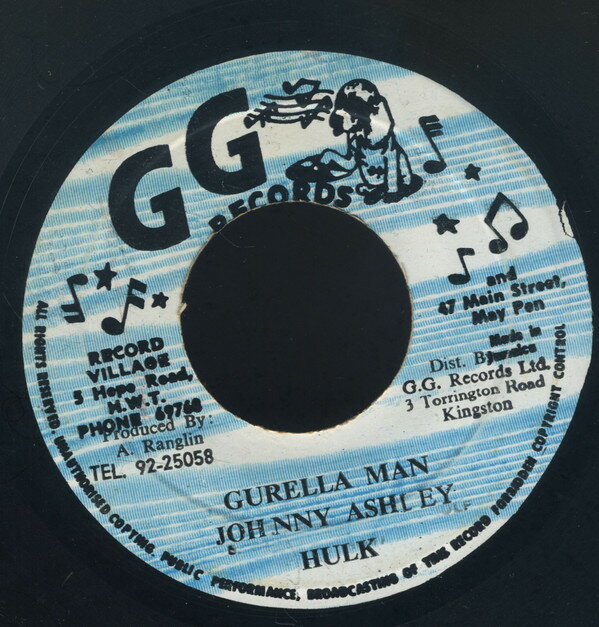 GG
RECORDS
and
47 Main Street,
May Pen
Made in
Jamaica
Dist. By:
G.G. Records Ltd.
3 Torrington Road
Kingston
RECORD
VILLAGE
5 Hope Road,
H.W.T.
PHONE 69768
Produced By:
A. Ranglin
TEL. 92-25058
GURELLA MAN
JOHNNY ASHLEY
HULK
ALL RIGHTS RESERVED. UNAUTHORISED COPYING, PUBLIC PERFORMANCE, BROADCASTING OF THIS RECORD FORBIDDEN COPYRIGHT CONTROL